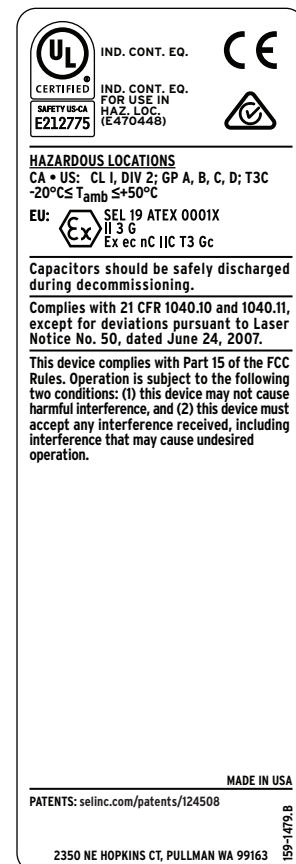 UL
®
CERTIFIED
SAFETY US-CA
E212775
IND. CONT. EQ.
IND. CONT. EQ.
FOR USE IN
HAZ. LOC.
(E470448)
CE
HAZARDOUS LOCATIONS
CA • US: CL I, DIV 2; GP A, B, C, D; T3C
-20°C≤ Tamb ≤+50°C
EU: Ex SEL 19 ATEX 0001X
II 3 G
Ex ec nC IIC T3 Gc
Capacitors should be safely discharged
during decommissioning.
Complies with 21 CFR 1040.10 and 1040.11,
except for deviations pursuant to Laser
Notice No. 50, dated June 24, 2007.
This device complies with Part 15 of the FCC
Rules. Operation is subject to the following
two conditions: (1) this device may not cause
harmful interference, and (2) this device must
accept any interference received, including
interference that may cause undesired
operation.
MADE IN USA
PATENTS: selinc.com/patents/124508
2350 NE HOPKINS CT, PULLMAN WA 99163
159-1479.B